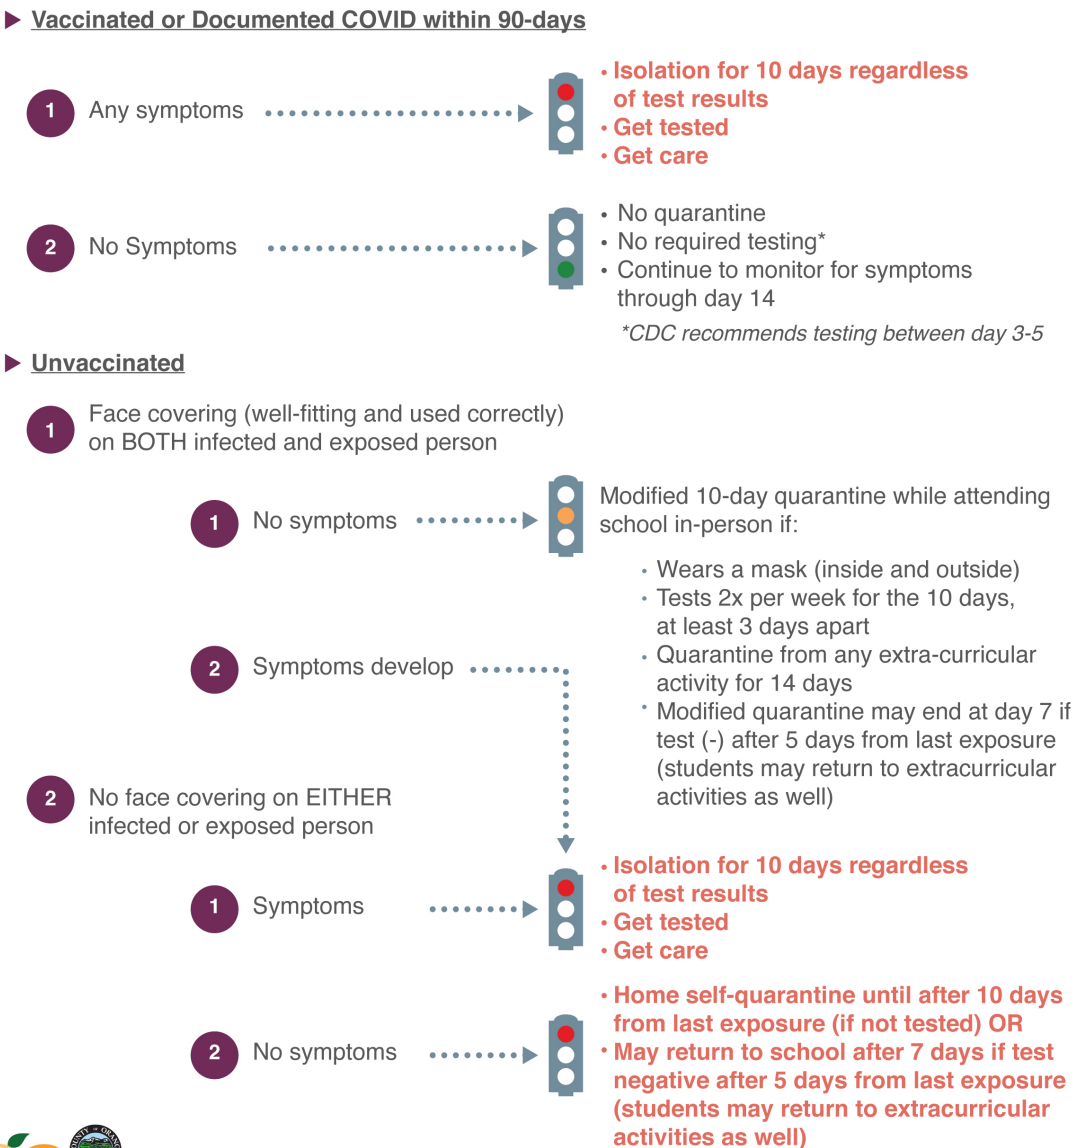 Vaccinated or Documented COVID within 90-days
1 Any symptoms
• Isolation for 10 days regardless
of test results
• Get tested
• Get care
2 No Symptoms
• No quarantine
• No required testing*
• Continue to monitor for symptoms
through day 14
*CDC recommends testing between day 3-5
Unvaccinated
1 Face covering (well-fitting and used correctly)
on BOTH infected and exposed person
1 No symptoms
Modified 10-day quarantine while attending
school in-person if:
• Wears a mask (inside and outside)
• Tests 2x per week for the 10 days,
at least 3 days apart
• Quarantine from any extra-curricular
activity for 14 days
• Modified quarantine may end at day 7 if
test (-) after 5 days from last exposure
(students may return to extracurricular
activities as well)
2 Symptoms develop
2 No face covering on EITHER
infected or exposed person
1 Symptoms
• Isolation for 10 days regardless
of test results
• Get tested
• Get care
2 No symptoms
• Home self-quarantine until after 10 days
from last exposure (if not tested) OR
• May return to school after 7 days if test
negative after 5 days from last exposure
(students may return to extracurricular
activities as well)